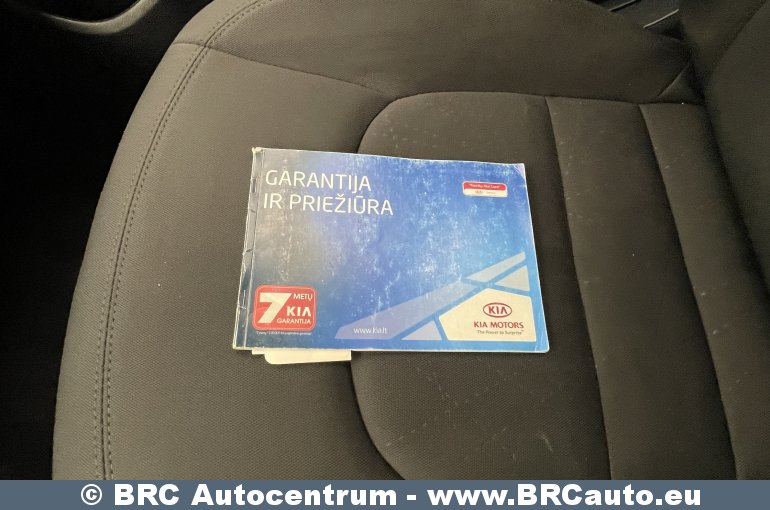 GARANTIJA
IR PRIEŽIŪRA
7 METŲ
KIA
GARANTIJA
www.kia.lt
KIA
KIA MOTORS
The Power to Surprise
© BRC Autocentrum - www.BRCauto.eu